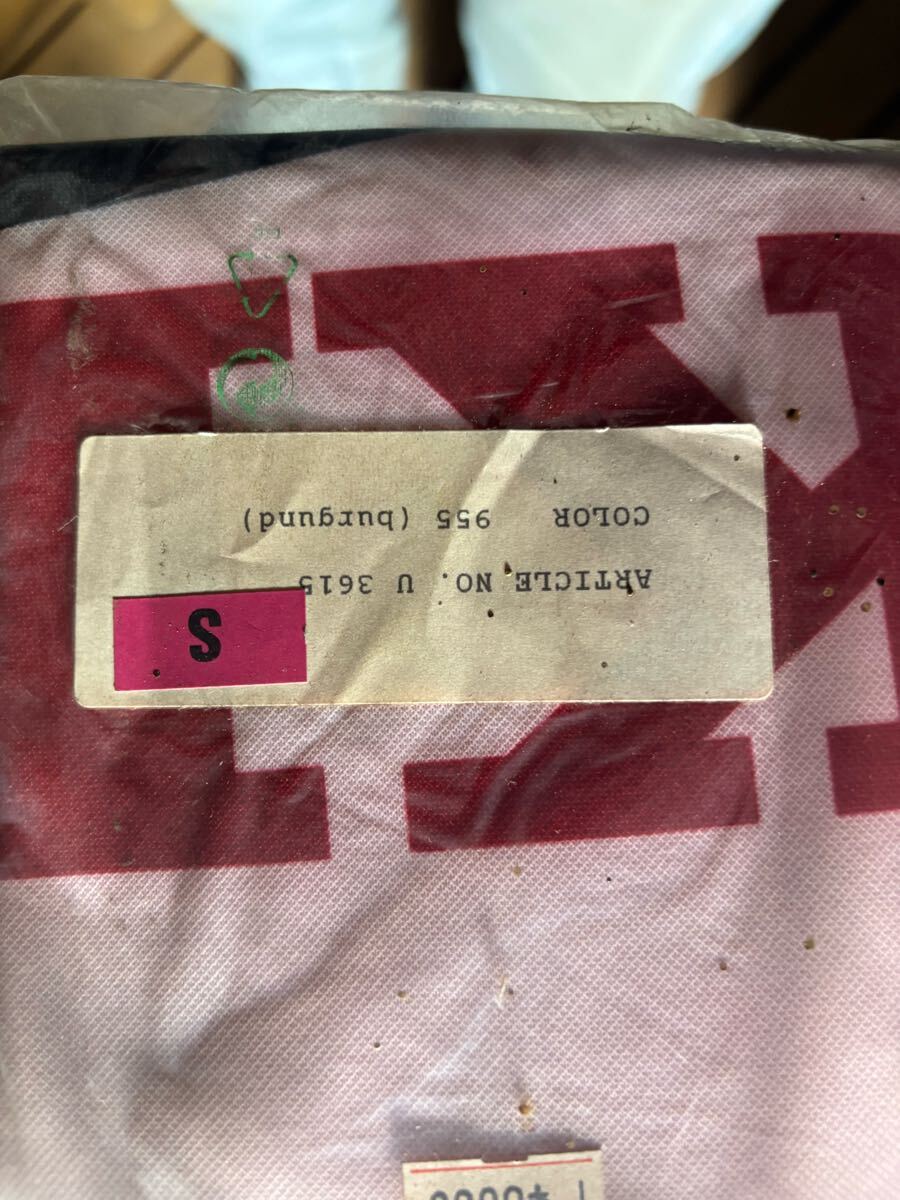 ARTICLE NO. U 3615
COLOR 955 (burgund)
S